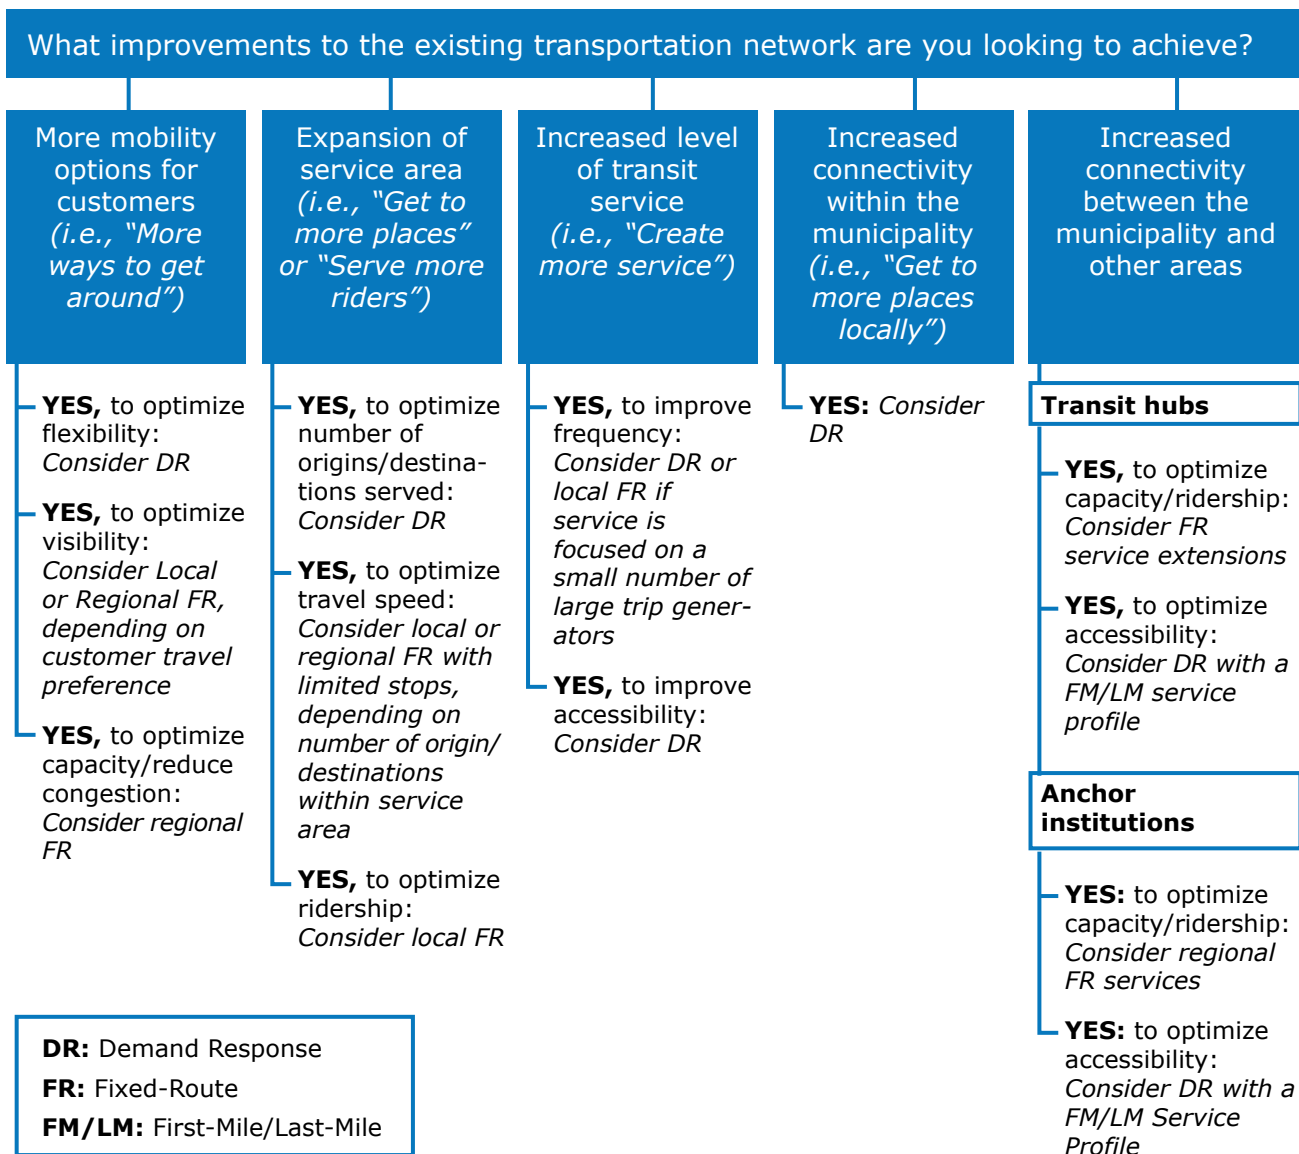 What improvements to the existing transportation network are you looking to achieve?
More mobility
options for
customers
(i.e., “More
ways to get
around”)
YES, to optimize
flexibility:
Consider DR
YES, to optimize
visibility:
Consider Local
or Regional FR,
depending on
customer travel
preference
YES, to optimize
capacity/reduce
congestion:
Consider regional
FR
Expansion of
service area
(i.e., “Get to
more places”
or “Serve more
riders”)
YES, to optimize
number of
origins/destina-
tions served:
Consider DR
YES, to optimize
travel speed:
Consider local or
regional FR with
limited stops,
depending on
number of origin/
destinations
within service
area
YES, to optimize
ridership:
Consider local FR
Increased level
of transit
service
(i.e., “Create
more service”)
YES, to improve
frequency:
Consider DR or
local FR if
service is
focused on a
small number of
large trip gener-
ators
YES, to improve
accessibility:
Consider DR
Increased
connectivity
within the
municipality
(i.e., “Get to
more places
locally”)
YES: Consider
DR
Increased
connectivity
between the
municipality and
other areas
Transit hubs
YES, to optimize
capacity/ridership:
Consider FR
service extensions
YES, to optimize
accessibility:
Consider DR with a
FM/LM service
profile
Anchor
institutions
YES: to optimize
capacity/ridership:
Consider regional
FR services
YES: to optimize
accessibility:
Consider DR with a
FM/LM Service
Profile
DR: Demand Response
FR: Fixed-Route
FM/LM: First-Mile/Last-Mile